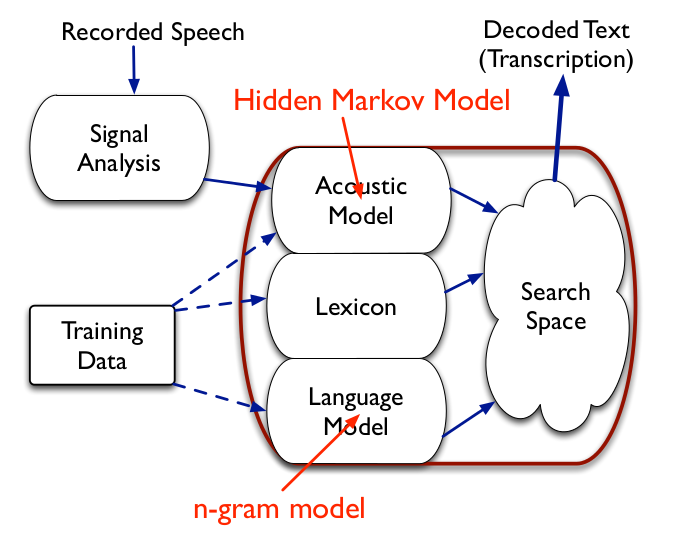 Recorded Speech
Decoded Text
(Transcription)
Hidden Markov Model
Signal
Analysis
Acoustic
Model
Lexicon
Search
Space
Training
Data
Language
Model
n-gram model